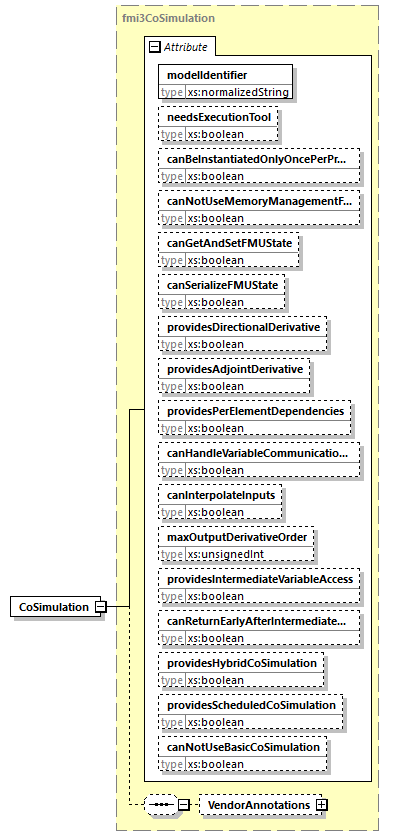 fmi3CoSimulation
Attribute
modelIdentifier
type xs:normalizedString
needsExecutionTool
type xs:boolean
canBeInstantiatedOnlyOncePerPr...
type xs:boolean
canNotUseMemoryManagementF...
type xs:boolean
canGetAndSetFMUState
type xs:boolean
canSerializeFMUState
type xs:boolean
providesDirectionalDerivative
type xs:boolean
providesAdjointDerivative
type xs:boolean
providesPerElementDependencies
type xs:boolean
canHandleVariableCommunicatio...
type xs:boolean
canInterpolateInputs
type xs:boolean
maxOutputDerivativeOrder
type xs:unsignedInt
providesIntermediateVariableAccess
type xs:boolean
CoSimulation
canReturnEarlyAfterIntermediate...
type xs:boolean
providesHybridCoSimulation
type xs:boolean
providesScheduledCoSimulation
type xs:boolean
canNotUseBasicCoSimulation
type xs:boolean
VendorAnnotations